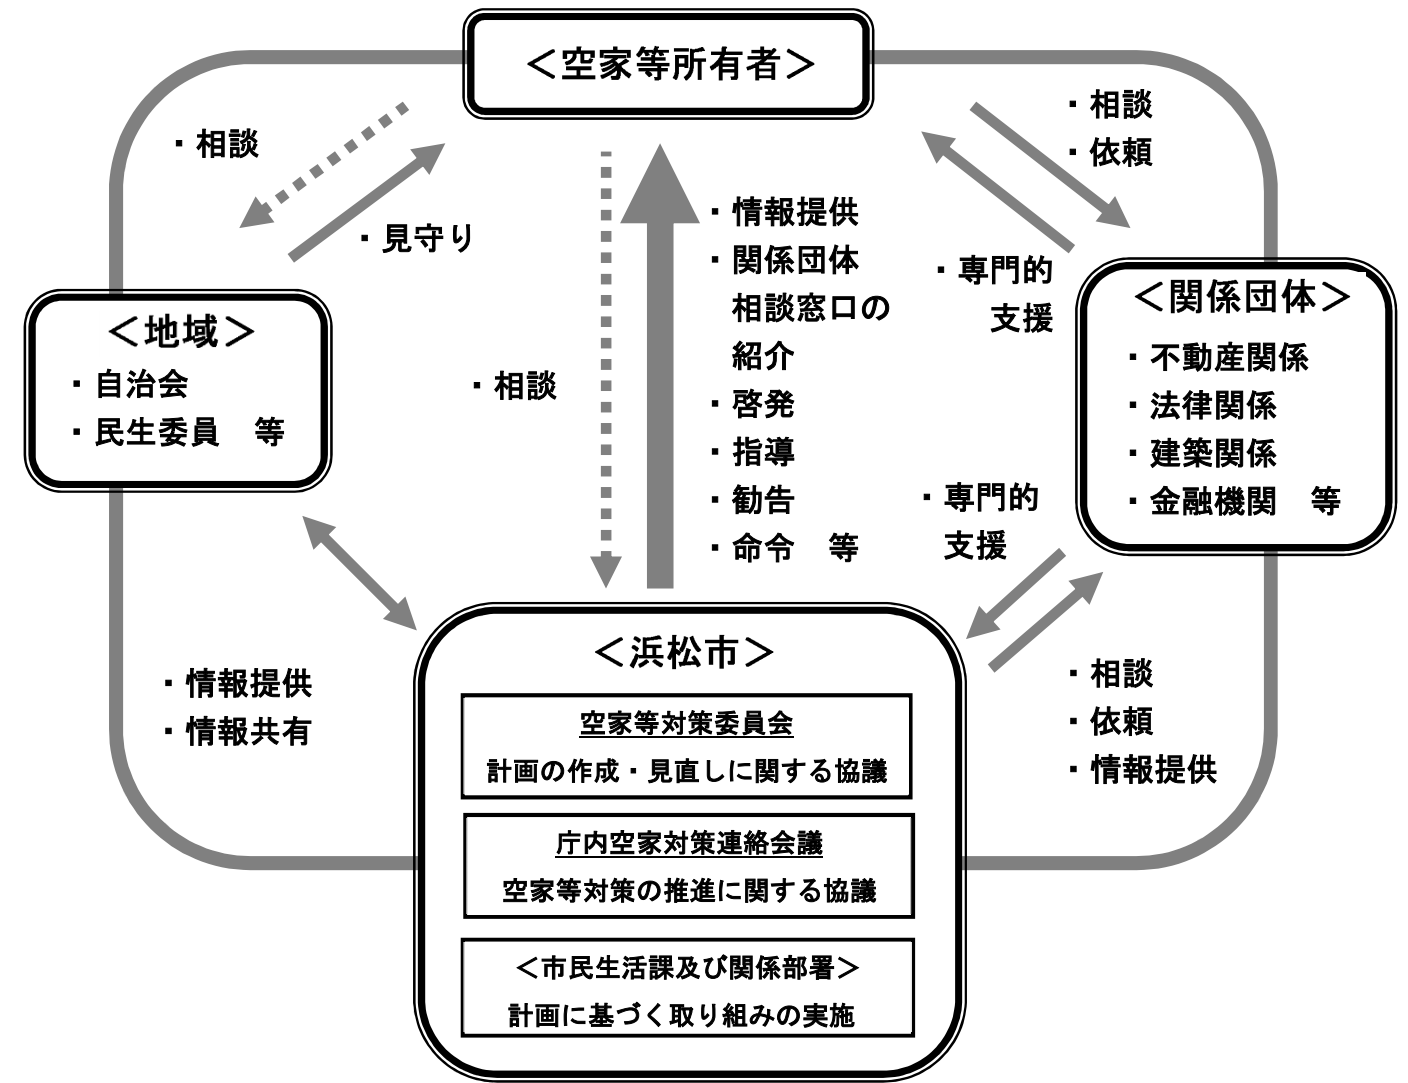 ＜空家等所有者＞
・相談
・見守り
・相談
・依頼
・専門的
支援
＜地域＞
・自治会
・民生委員　等
・相談
・情報提供
・関係団体
相談窓口の
紹介
・啓発
・指導
・勧告
・命令　等
＜関係団体＞
・不動産関係
・法律関係
・建築関係
・金融機関　等
・専門的
支援
・情報提供
・情報共有
・相談
・依頼
・情報提供
＜浜松市＞
空家等対策委員会
計画の作成・見直しに関する協議
庁内空家対策連絡会議
空家等対策の推進に関する協議
＜市民生活課及び関係部署＞
計画に基づく取り組みの実施